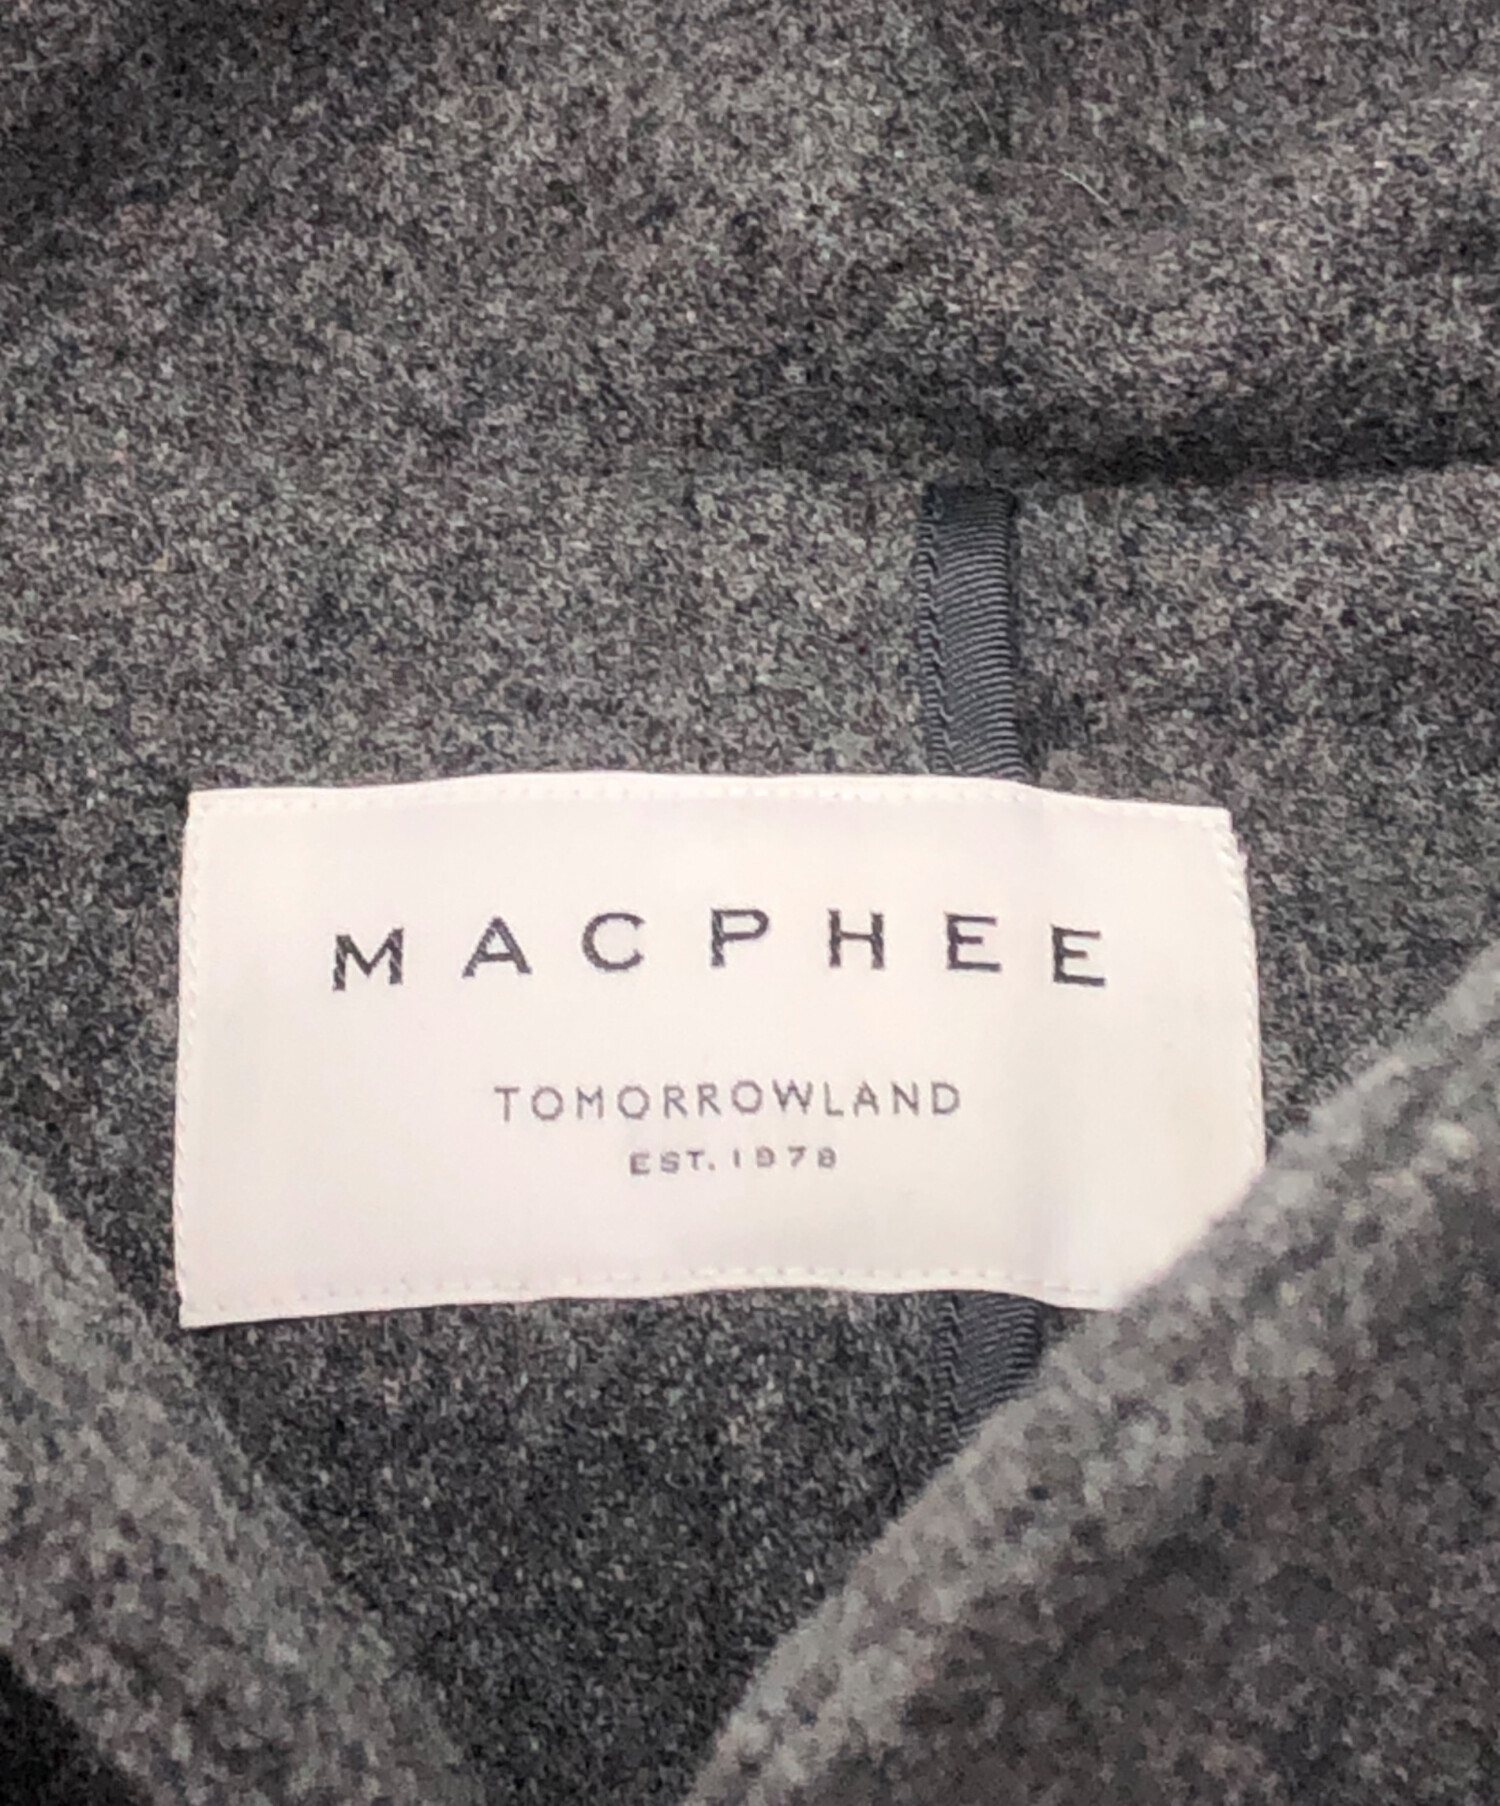 MACPHEE
TOMORROWLAND
EST. 1978